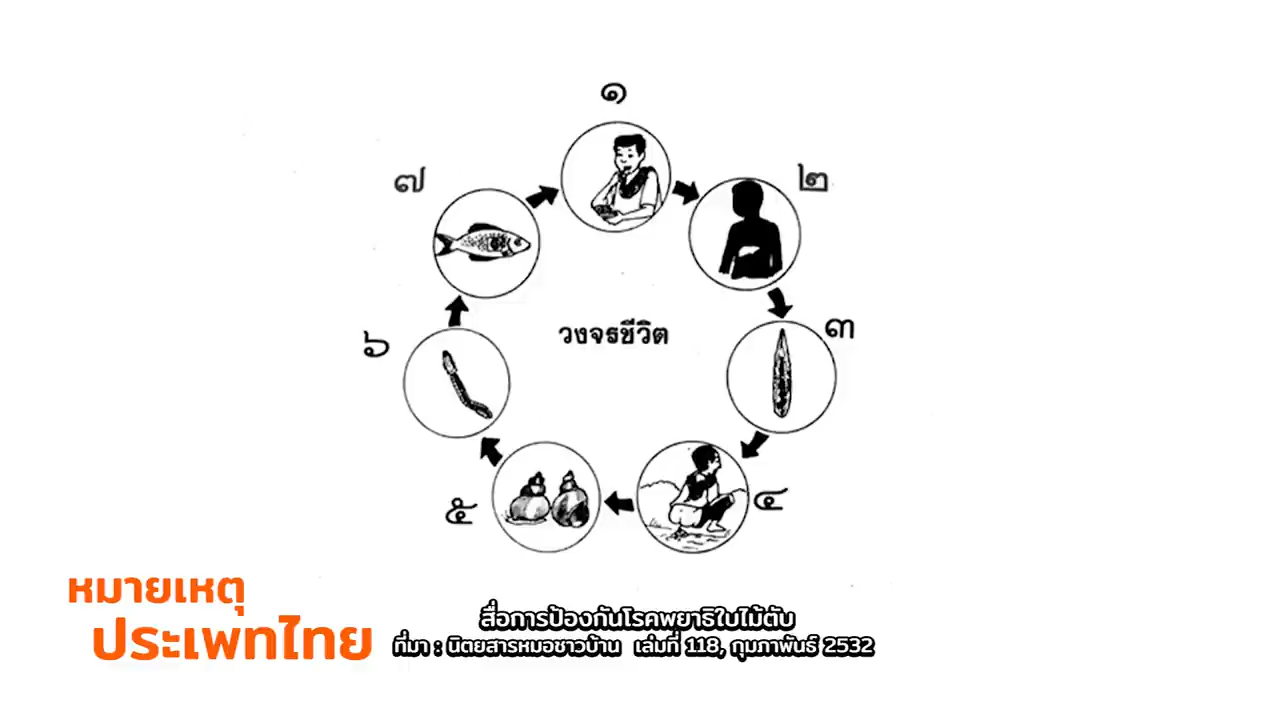 ๑
๒
๓
๔
๕
๖
๗
วงจรชีวิต
หมายเหตุ
ประเพทไทย
สื่อการป้องกันโรคพยาธิใบไม้ตับ
ที่มา : นิตยสารหมอชาวบ้าน เล่มที่ 118, กุมภาพันธ์ 2532